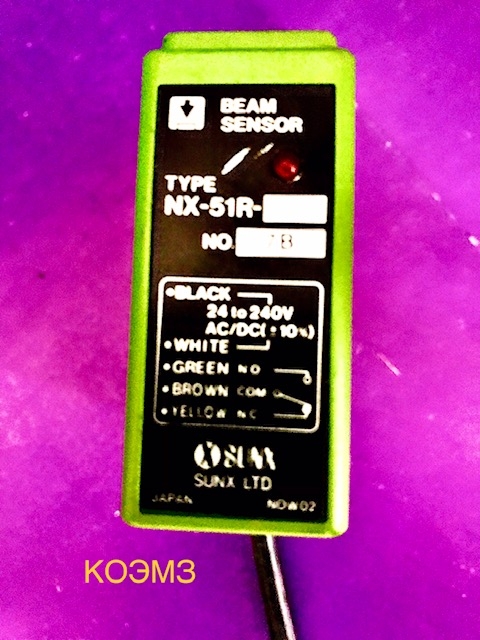 BEAM
SENSOR
TYPE
NX-51R-
NO. B
•BLACK
24 to 240V
AC/DC(±10%)
•WHITE
•GREEN NO
•BROWN COM
•YELLOW NC
SUNX
SUNX LTD
JAPAN NOW02
КОЭМЗ